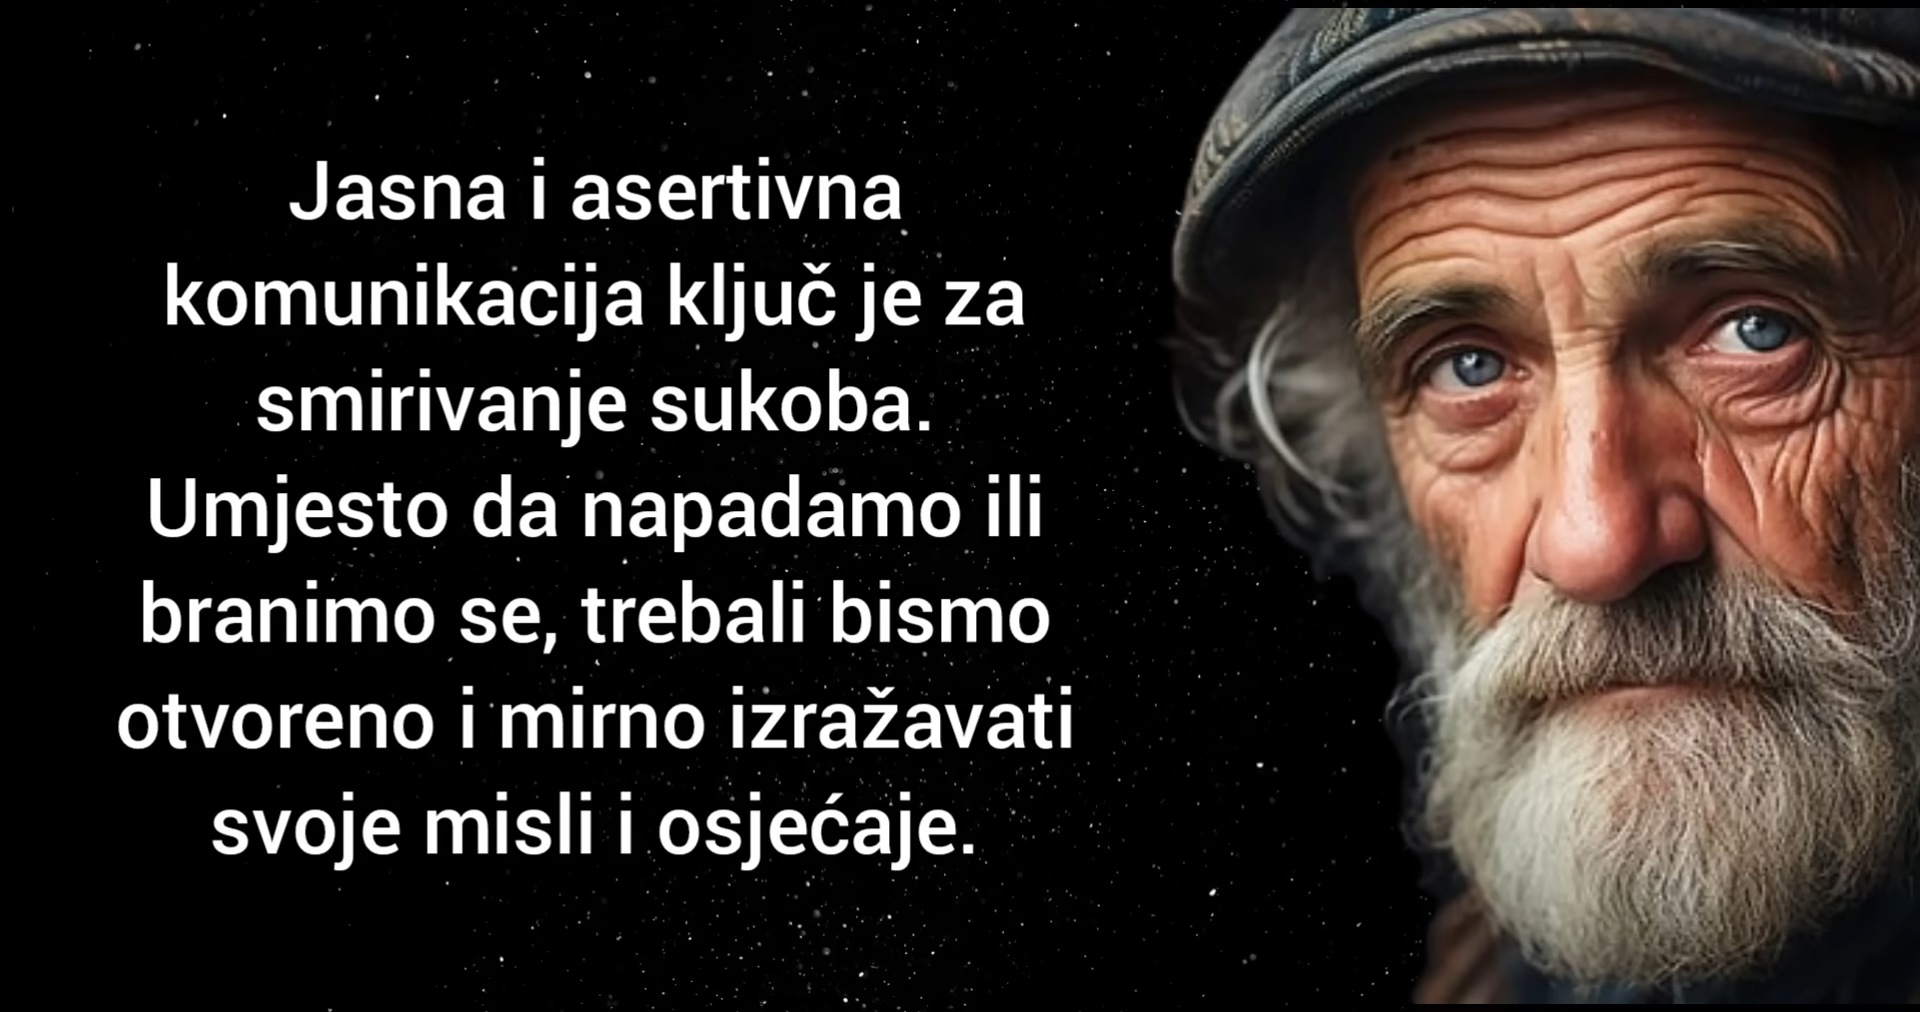 Jasna i asertivna
komunikacija ključ je za
smirivanje sukoba.
Umjesto da napadamo ili
branimo se, trebali bismo
otvoreno i mirno izražavati
svoje misli i osjećaje.